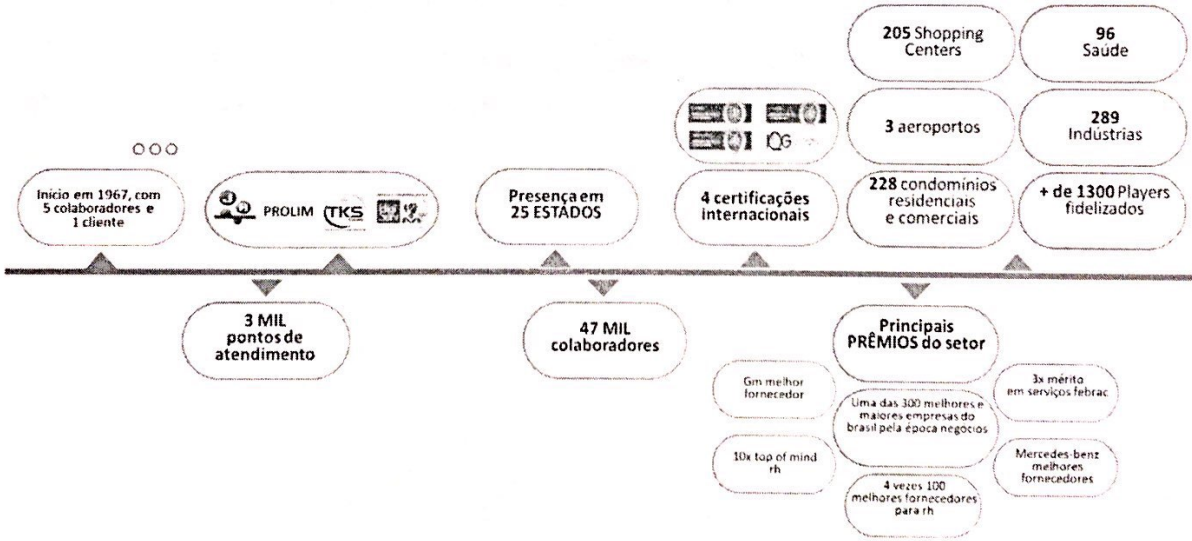 205 Shopping
Centers
96
Saúde
3 aeroportos
289
Indústrias
QG
Início em 1967, com
5 colaboradores e
1 cliente
PROLIM
TKS
Presença em
25 ESTADOS
4 certificações
internacionais
228 condomínios
residenciais
e comerciais
+ de 1300 Players
fidelizados
3 MIL
pontos de
atendimento
47 MIL
colaboradores
Principais
PRÊMIOS do setor
Gm melhor
fornecedor
Uma das 300 melhores e
maiores empresas do
brasil pela época negócios
3x mérito
em serviços febrac
10x top of mind
rh
4 vezes 100
melhores fornecedores
para rh
Mercedes-benz
melhores
fornecedores